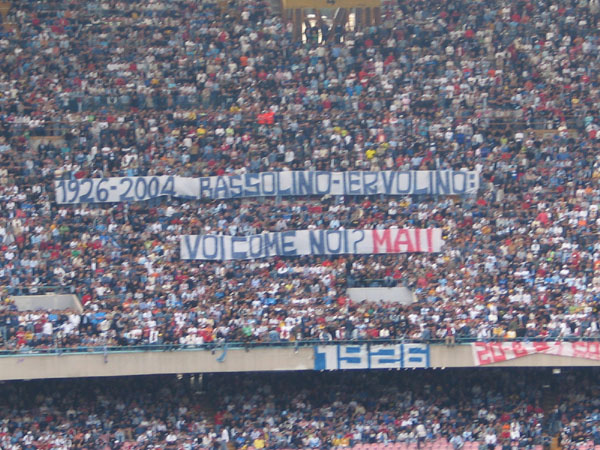 1926-2004 BASSOLINO-IERVOLINO:
VOI COME NOI? MAI!
1926